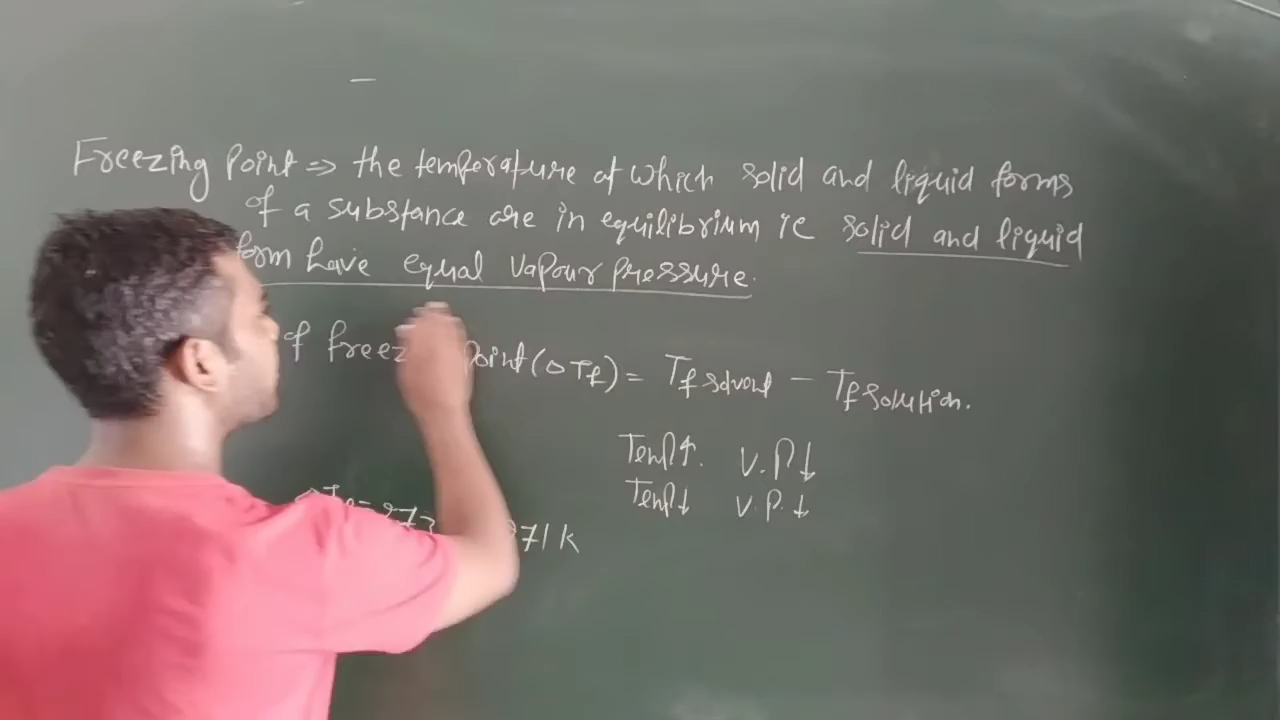 Freezing Point ⇒ the temperature at which solid and liquid forms
of a substance are in equilibrium ie solid and liquid
form have equal vapour pressure.
of freez point (△Tf) = Tf solvent - Tf solution.
Temp↑. V.P↓
Temp↓ V.P.↓
△Tf = 273 271 k